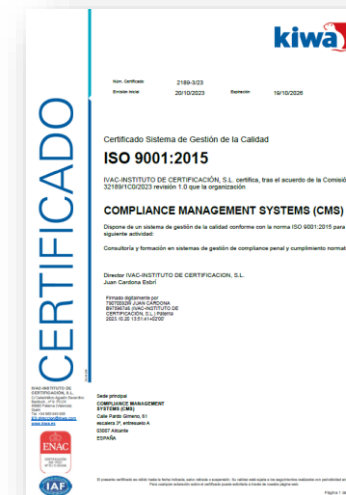 kiwa
Núm. Certificado 2189-3/23
Emisión inicial 20/10/2023 Expiración 19/10/2026
CERTIFICADO
Certificado Sistema de Gestión de la Calidad
ISO 9001:2015
IVAC-INSTITUTO DE CERTIFICACIÓN, S.L. certifica, tras el acuerdo de la Comisió
32189/1C0/2023 revisión 1.0 que la organización
COMPLIANCE MANAGEMENT SYSTEMS (CMS)
Dispone de un sistema de gestión de la calidad conforme con la norma ISO 9001:2015 para
siguiente actividad:
Consultoría y formación en sistemas de gestión de compliance penal y cumplimiento normat
Director IVAC-INSTITUTO DE CERTIFICACION, S.L.
Juan Cardona Esbrí
Firmado digitalmente por
JUAN CARDONA
(IVAC-INSTITUTO DE
CERTIFICACIÓN, S.L.) Paterna
IVAC-INSTITUTO DE
CERTIFICACIÓN, S.L.
Sede principal
COMPLIANCE MANAGEMENT
SYSTEMS (CMS)
Calle Pardo Gimeno, 61
escalera 3ª, entresuelo A
03007 Alicante
ESPAÑA
ENAC
IAF